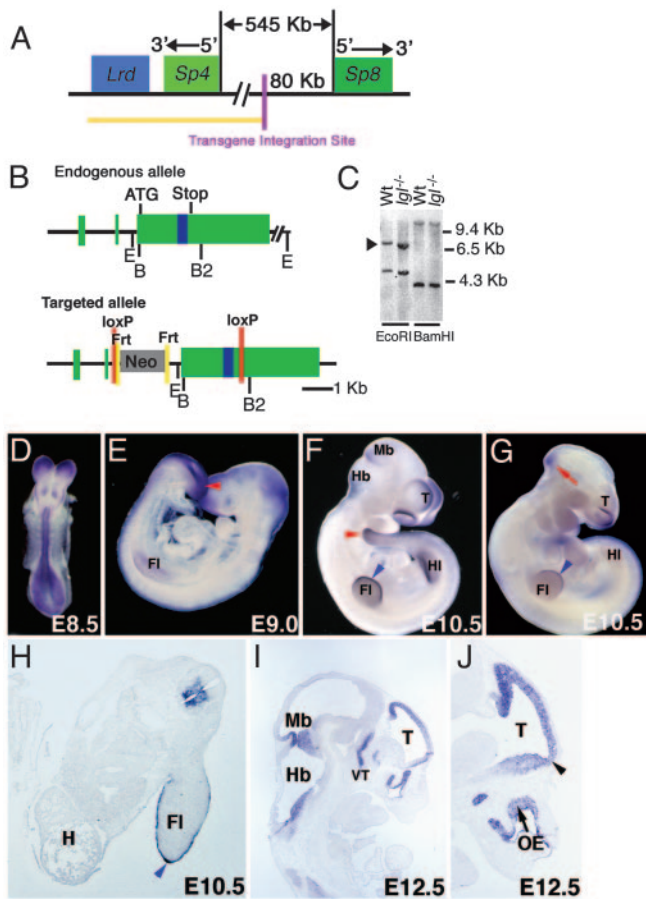 A
545 Kb
3' 5'
5' 3'
Lrd
Sp4
80 Kb
Sp8
Transgene Integration Site
B
Endogenous allele
ATG
Stop
E
B
B2
E
Targeted allele
loxP
Frt
Neo
Frt
loxP
E
B
B2
1 Kb
C
Wt
lgl-/-
Wt
lgl-/-
9.4 Kb
6.5 Kb
4.3 Kb
EcoRI
BamHI
D
E8.5
E
Fl
E9.0
F
Mb
Hb
T
Hl
Fl
E10.5
G
T
Hl
Fl
E10.5
H
H
Fl
E10.5
I
Mb
Hb
VT
T
E12.5
J
T
OE
E12.5